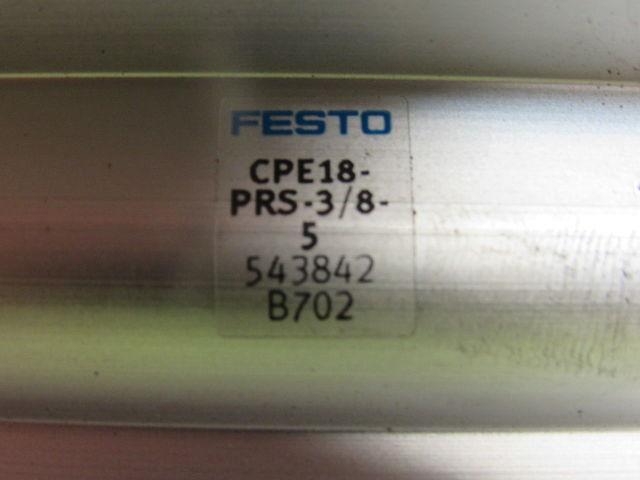 FESTO
CPE18-
PRS-3/8-
5
543842
B702